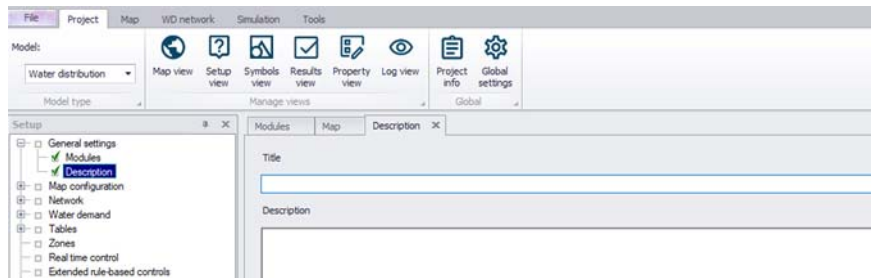 File Project Map WD network Simulation Tools
Model:
Water distribution
Model type
Map view Setup view Symbols view Results view Property view Log view
Manage views
Project info Global settings
Global
Setup
Modules Map Description
General settings
Modules
Description
Map configuration
Network
Water demand
Tables
Zones
Real time control
Extended rule-based controls
Title
Description